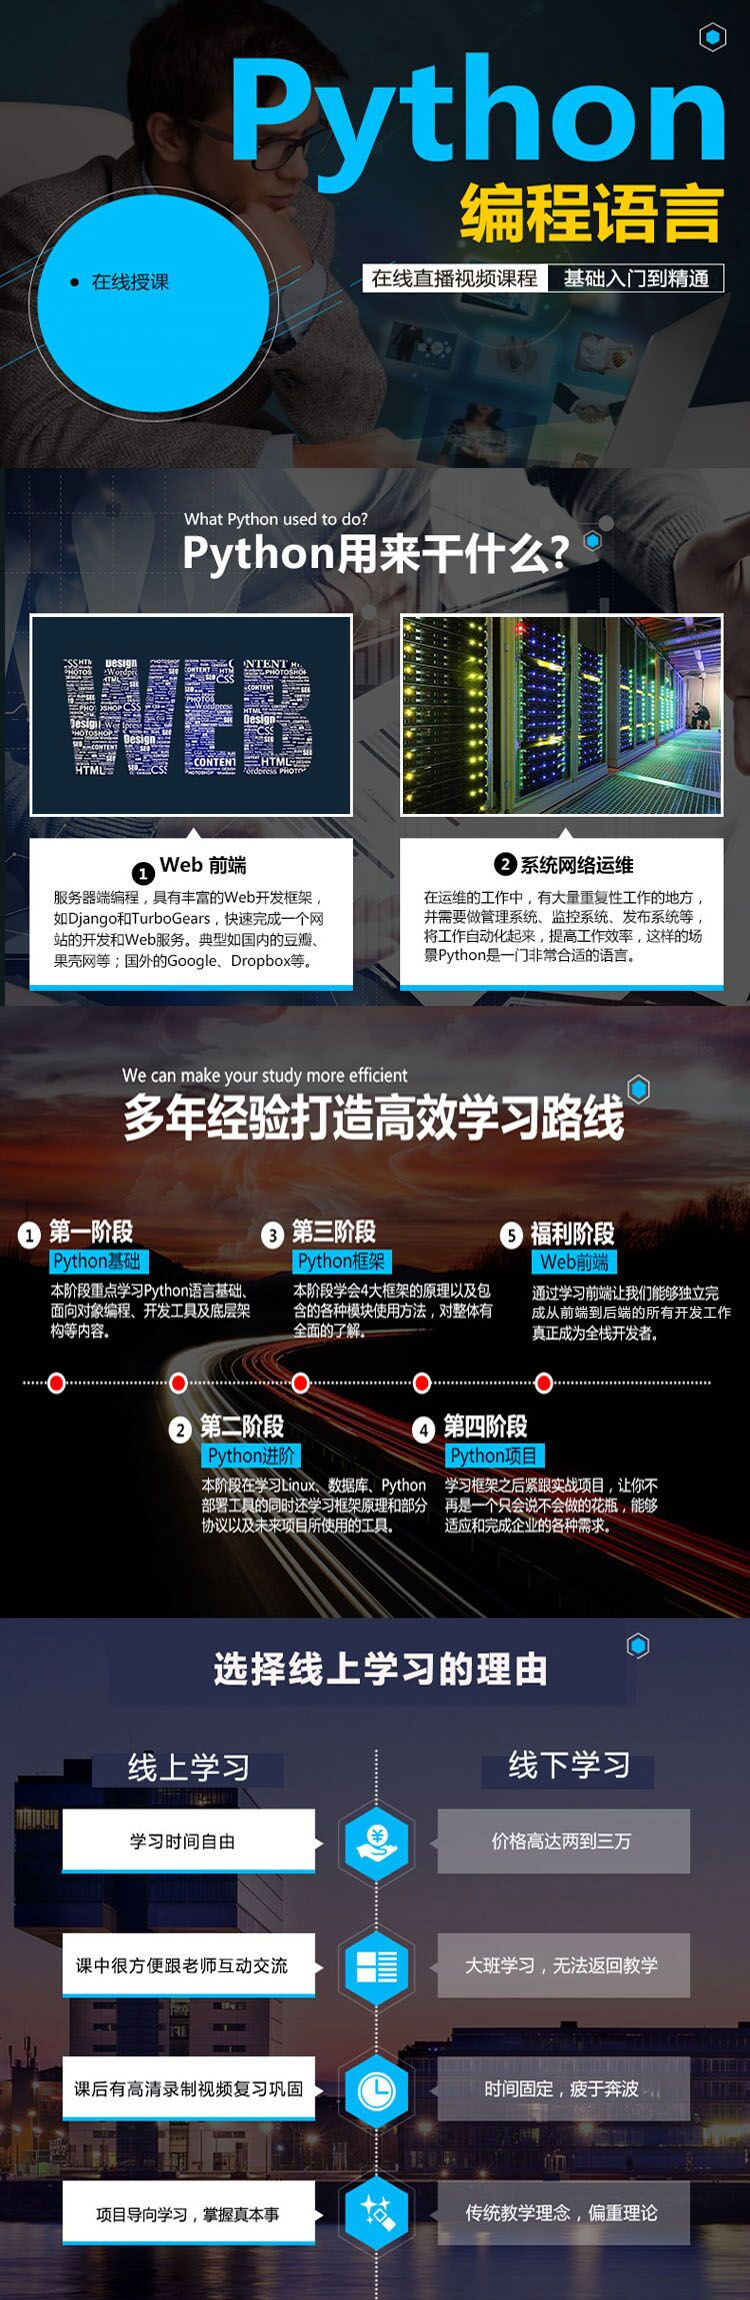 Python
编程语言
在线直播视频课程 基础入门到精通
• 在线授课
What Python used to do?
Python用来干什么?
WEB
1 Web 前端
服务器端编程，具有丰富的Web开发框架，
如Django和TurboGears，快速完成一个网
站的开发和Web服务。典型如国内的豆瓣、
果壳网等；国外的Google、Dropbox等。
2 系统网络运维
在运维的工作中，有大量重复性工作的地方，
并需要做管理系统、监控系统、发布系统等，
将工作自动化起来，提高工作效率，这样的场
景Python是一门非常合适的语言。
We can make your study more efficient
多年经验打造高效学习路线
1 第一阶段
Python基础
本阶段重点学习Python语言基础、
面向对象编程、开发工具及底层架
构等内容。
3 第三阶段
Python框架
本阶段学会4大框架的原理以及包
含的各种模块使用方法，对整体有
全面的了解。
5 福利阶段
Web前端
通过学习前端让我们能够独立完
成从前端到后端的所有开发工作
真正成为全栈开发者。
2 第二阶段
Python进阶
本阶段在学习Linux、数据库、Python
部署工具的同时还学习框架原理和部分
协议以及未来项目所使用的工具。
4 第四阶段
Python项目
学习框架之后紧跟实战项目，让你不
再是一个只会说不会做的花瓶，能够
适应和完成企业的各种需求。
选择线上学习的理由
线上学习 线下学习
学习时间自由 价格高达两到三万
课中很方便跟老师互动交流 大班学习，无法返回教学
课后有高清录制视频复习巩固 时间固定，疲于奔波
项目导向学习，掌握真本事 传统教学理念，偏重理论